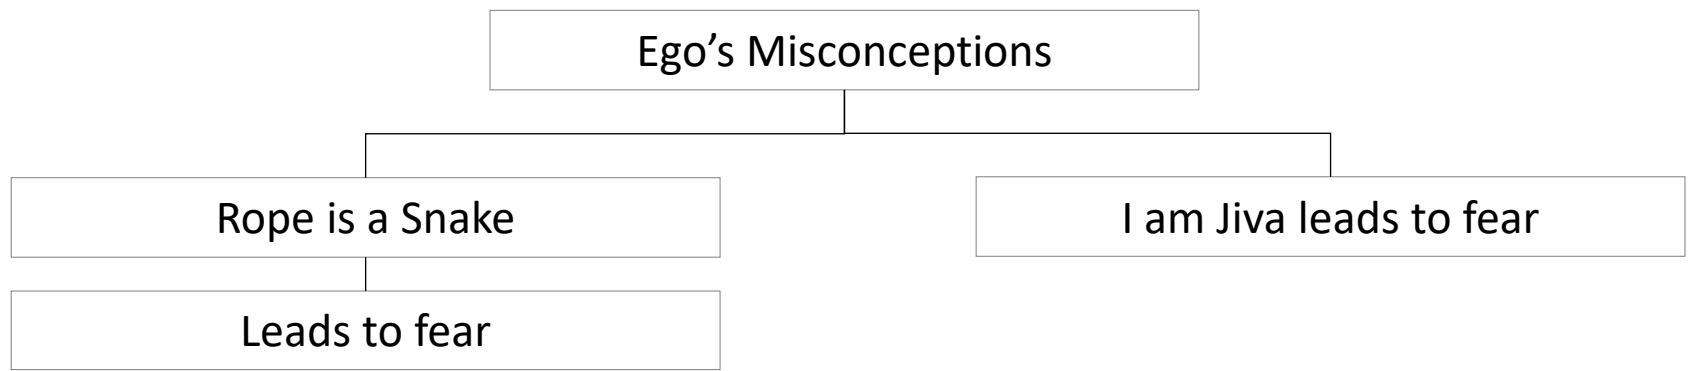 Ego’s Misconceptions
Rope is a Snake
I am Jiva leads to fear
Leads to fear